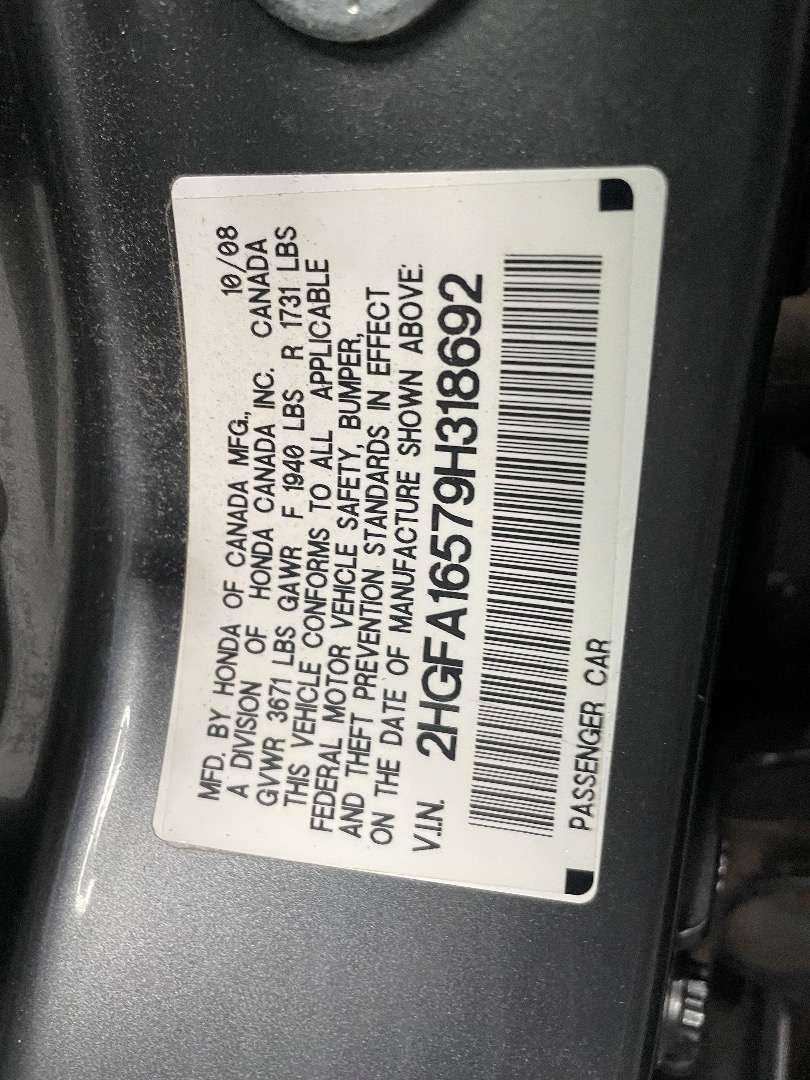 MFD. BY HONDA OF CANADA MFG., 10/08
A DIVISION OF HONDA CANADA INC. CANADA
GVWR 3671 LBS GAWR F 1940 LBS R 1731 LBS
THIS VEHICLE CONFORMS TO ALL APPLICABLE
FEDERAL MOTOR VEHICLE SAFETY, BUMPER,
AND THEFT PREVENTION STANDARDS IN EFFECT
ON THE DATE OF MANUFACTURE SHOWN ABOVE.
V.I.N. 2HGFA16579H318692
PASSENGER CAR